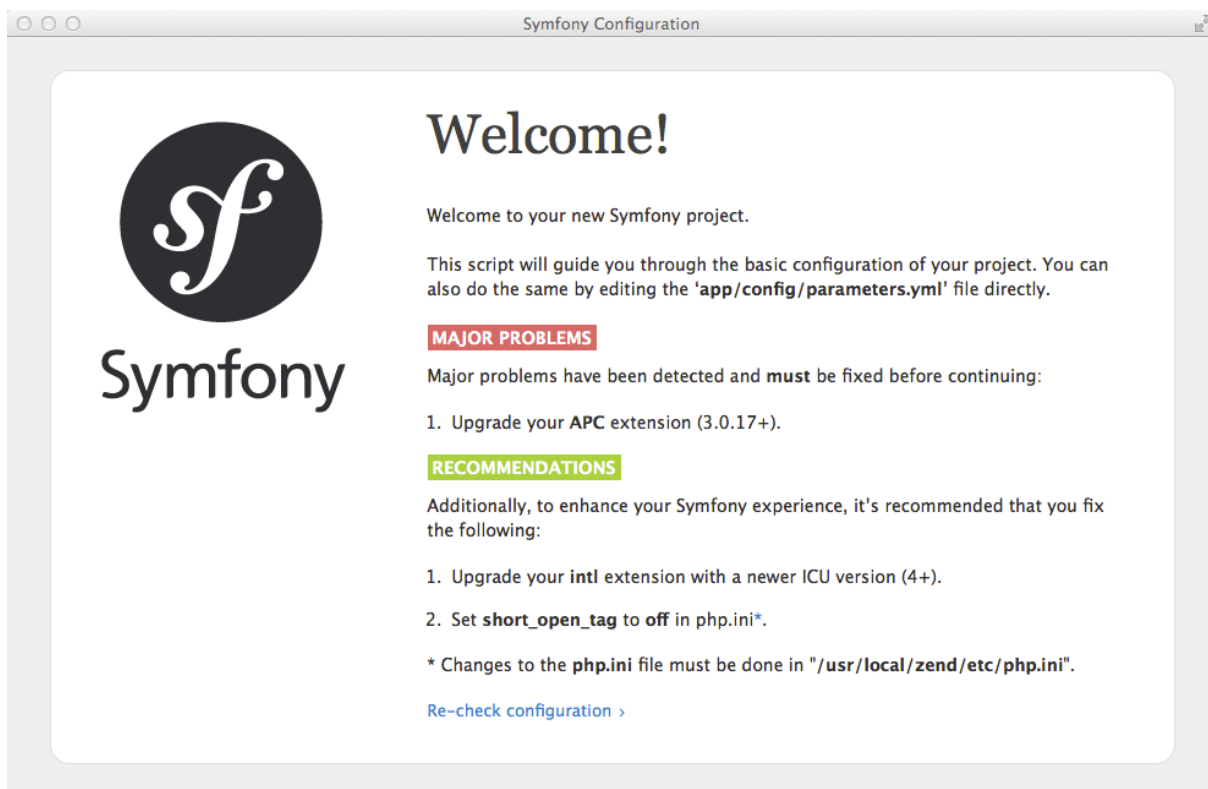 Symfony Configuration
Welcome!
sf
Symfony
Welcome to your new Symfony project.
This script will guide you through the basic configuration of your project. You can
also do the same by editing the ‘app/config/parameters.yml’ file directly.
MAJOR PROBLEMS
Major problems have been detected and must be fixed before continuing:
1. Upgrade your APC extension (3.0.17+).
RECOMMENDATIONS
Additionally, to enhance your Symfony experience, it’s recommended that you fix
the following:
1. Upgrade your intl extension with a newer ICU version (4+).
2. Set short_open_tag to off in php.ini*.
* Changes to the php.ini file must be done in "/usr/local/zend/etc/php.ini".
Re-check configuration ›